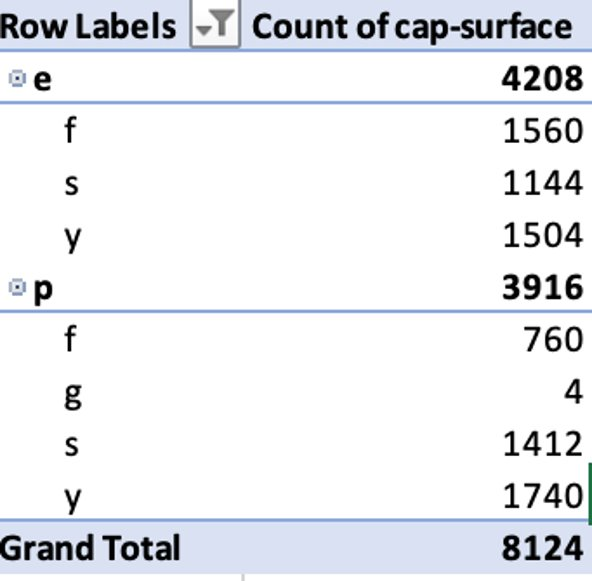 Row Labels Count of cap-surface
e 4208
f 1560
s 1144
y 1504
p 3916
f 760
g 4
s 1412
y 1740
Grand Total 8124